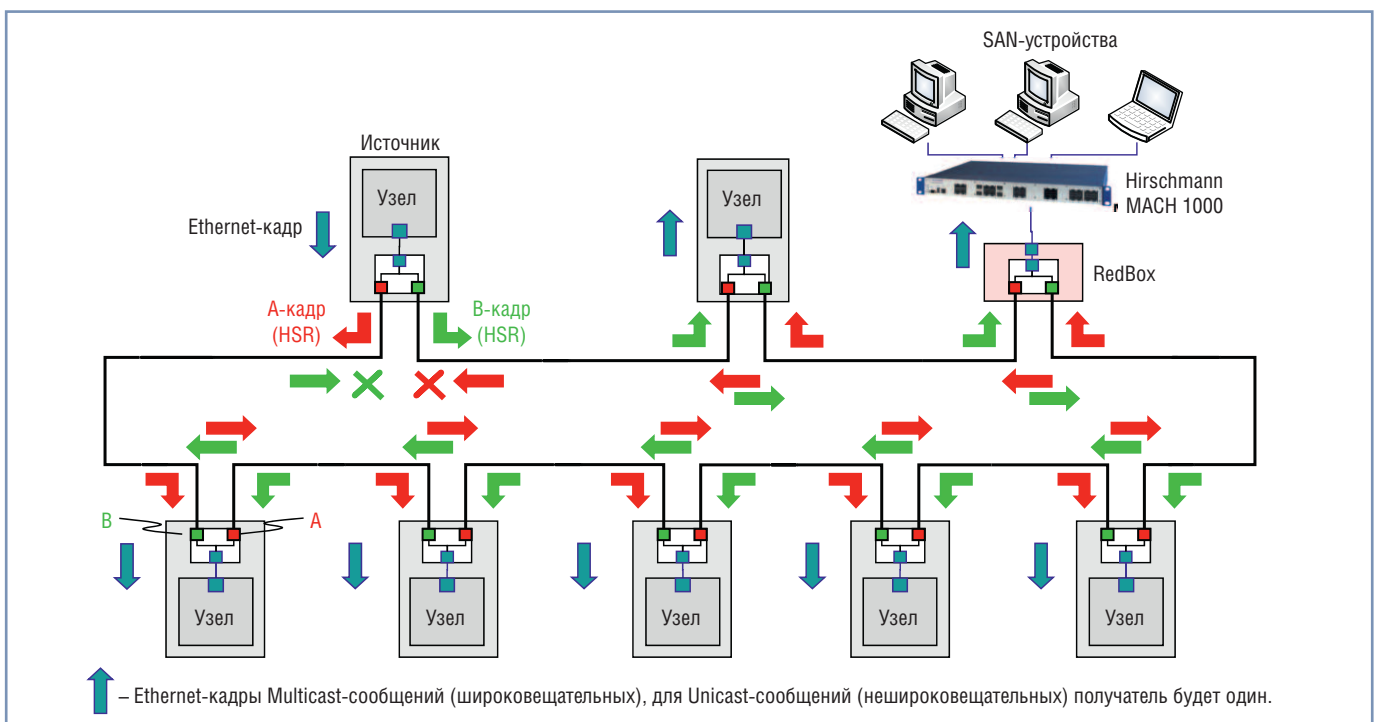 SAN-устройства
Источник
Узел
Узел
Hirschmann
MACH 1000
Ethernet-кадр
RedBox
А-кадр
(HSR)
В-кадр
(HSR)
В
А
Узел
Узел
Узел
Узел
Узел
– Ethernet-кадры Multicast-сообщений (широковещательных), для Unicast-сообщений (нешироковещательных) получатель будет один.